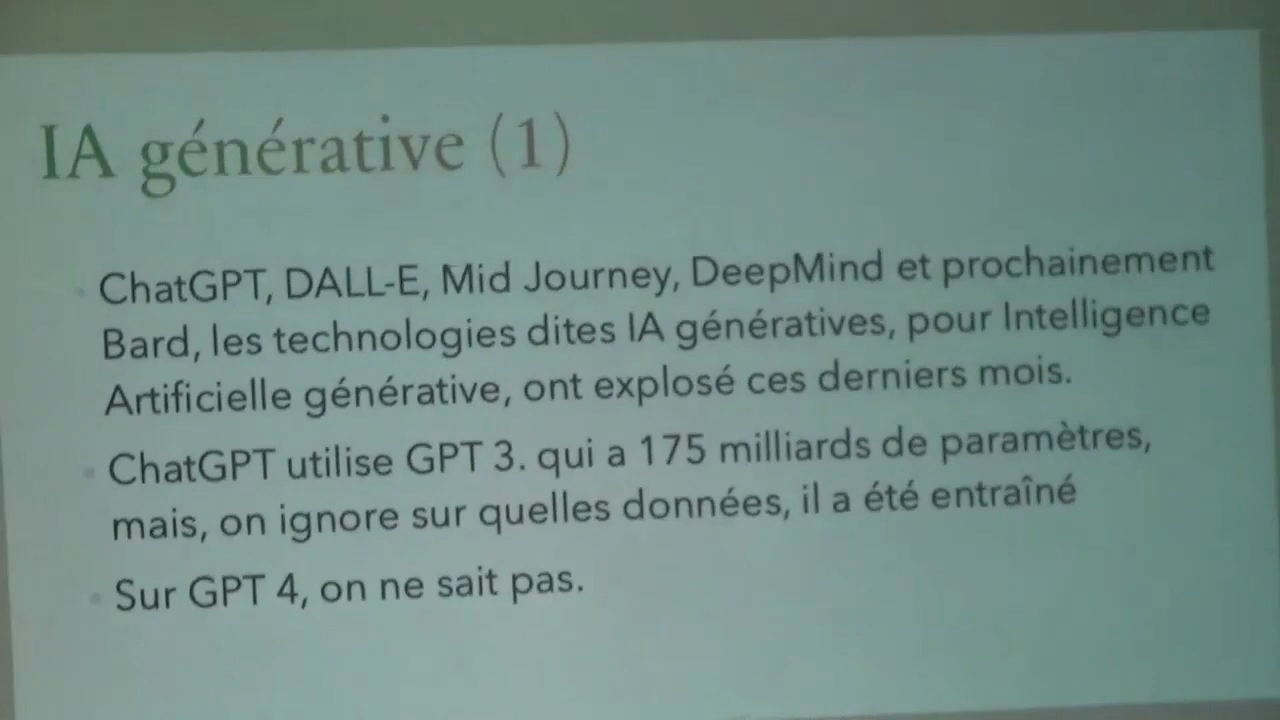 IA générative (1)
ChatGPT, DALL-E, Mid Journey, DeepMind et prochainement
Bard, les technologies dites IA génératives, pour Intelligence
Artificielle générative, ont explosé ces derniers mois.
ChatGPT utilise GPT 3. qui a 175 milliards de paramètres,
mais, on ignore sur quelles données, il a été entraîné
Sur GPT 4, on ne sait pas.